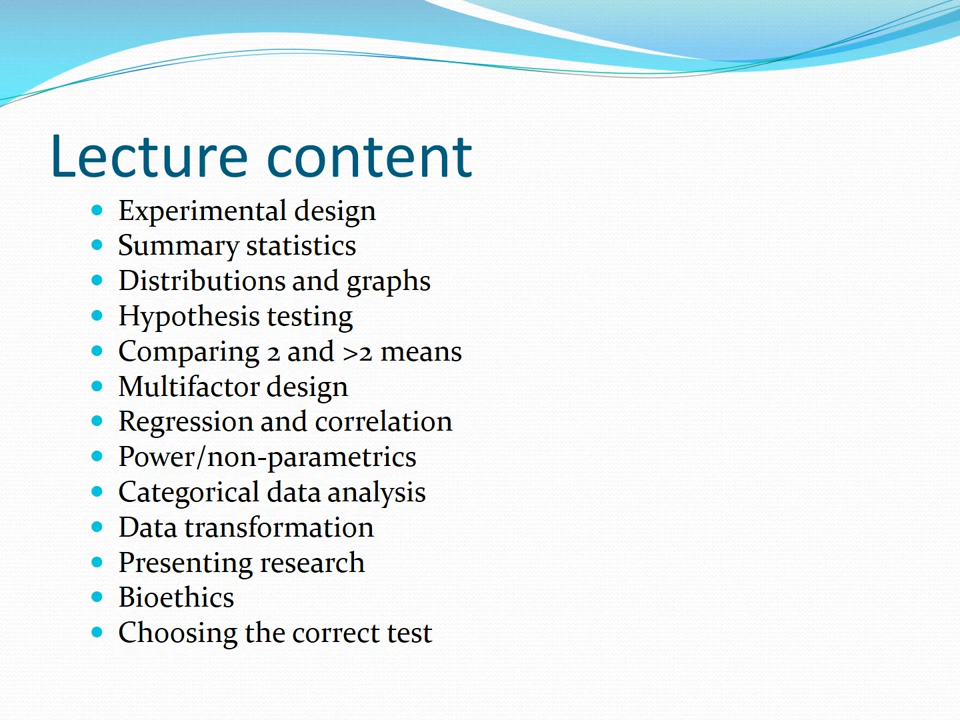 Lecture content
Experimental design
Summary statistics
Distributions and graphs
Hypothesis testing
Comparing 2 and >2 means
Multifactor design
Regression and correlation
Power/non-parametrics
Categorical data analysis
Data transformation
Presenting research
Bioethics
Choosing the correct test